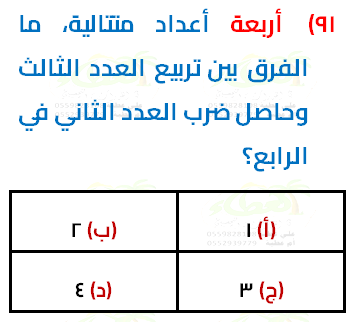 ٩١) أربعة أعداد متتالية، ما
الفرق بين تربيع العدد الثالث
وحاصل ضرب العدد الثاني في
الرابع؟
(أ) ١ (ب) ٢
(ج) ٣ (د) ٤